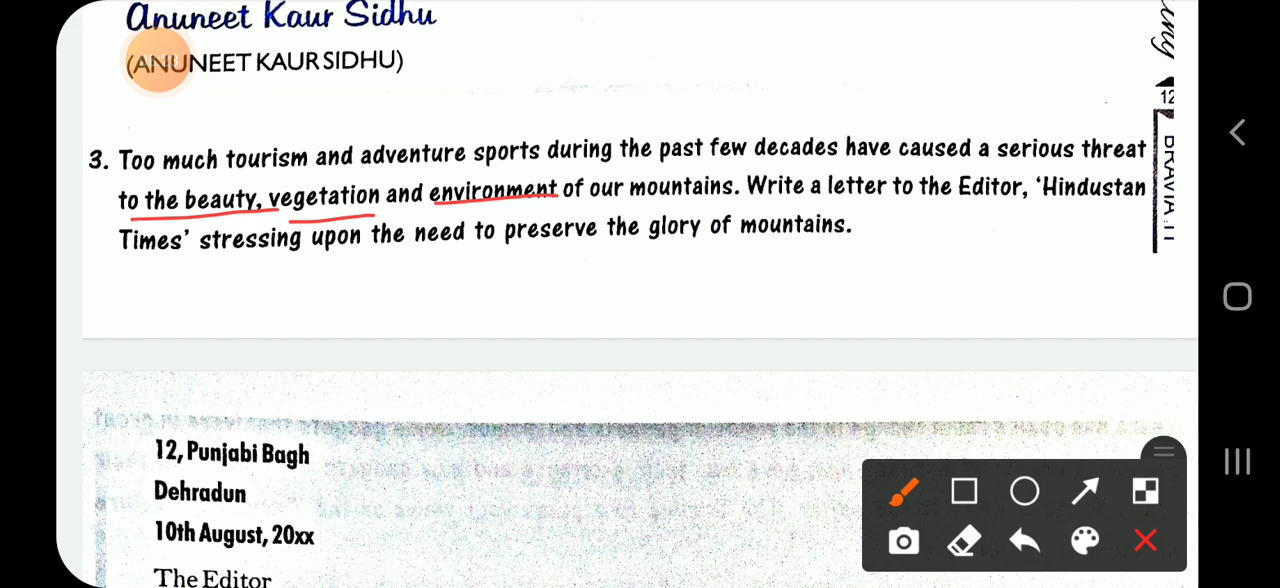 Anuneet Kaur Sidhu
(ANUNEET KAUR SIDHU)
3. Too much tourism and adventure sports during the past few decades have caused a serious threat
to the beauty, vegetation and environment of our mountains. Write a letter to the Editor, ‘Hindustan
Times’ stressing upon the need to preserve the glory of mountains.
12, Punjabi Bagh
Dehradun
10th August, 20xx
The Editor
12